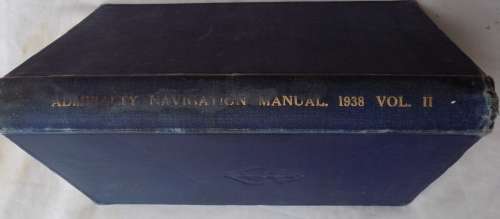 ADMIRALTY NAVIGATION MANUAL, 1938 VOL. II